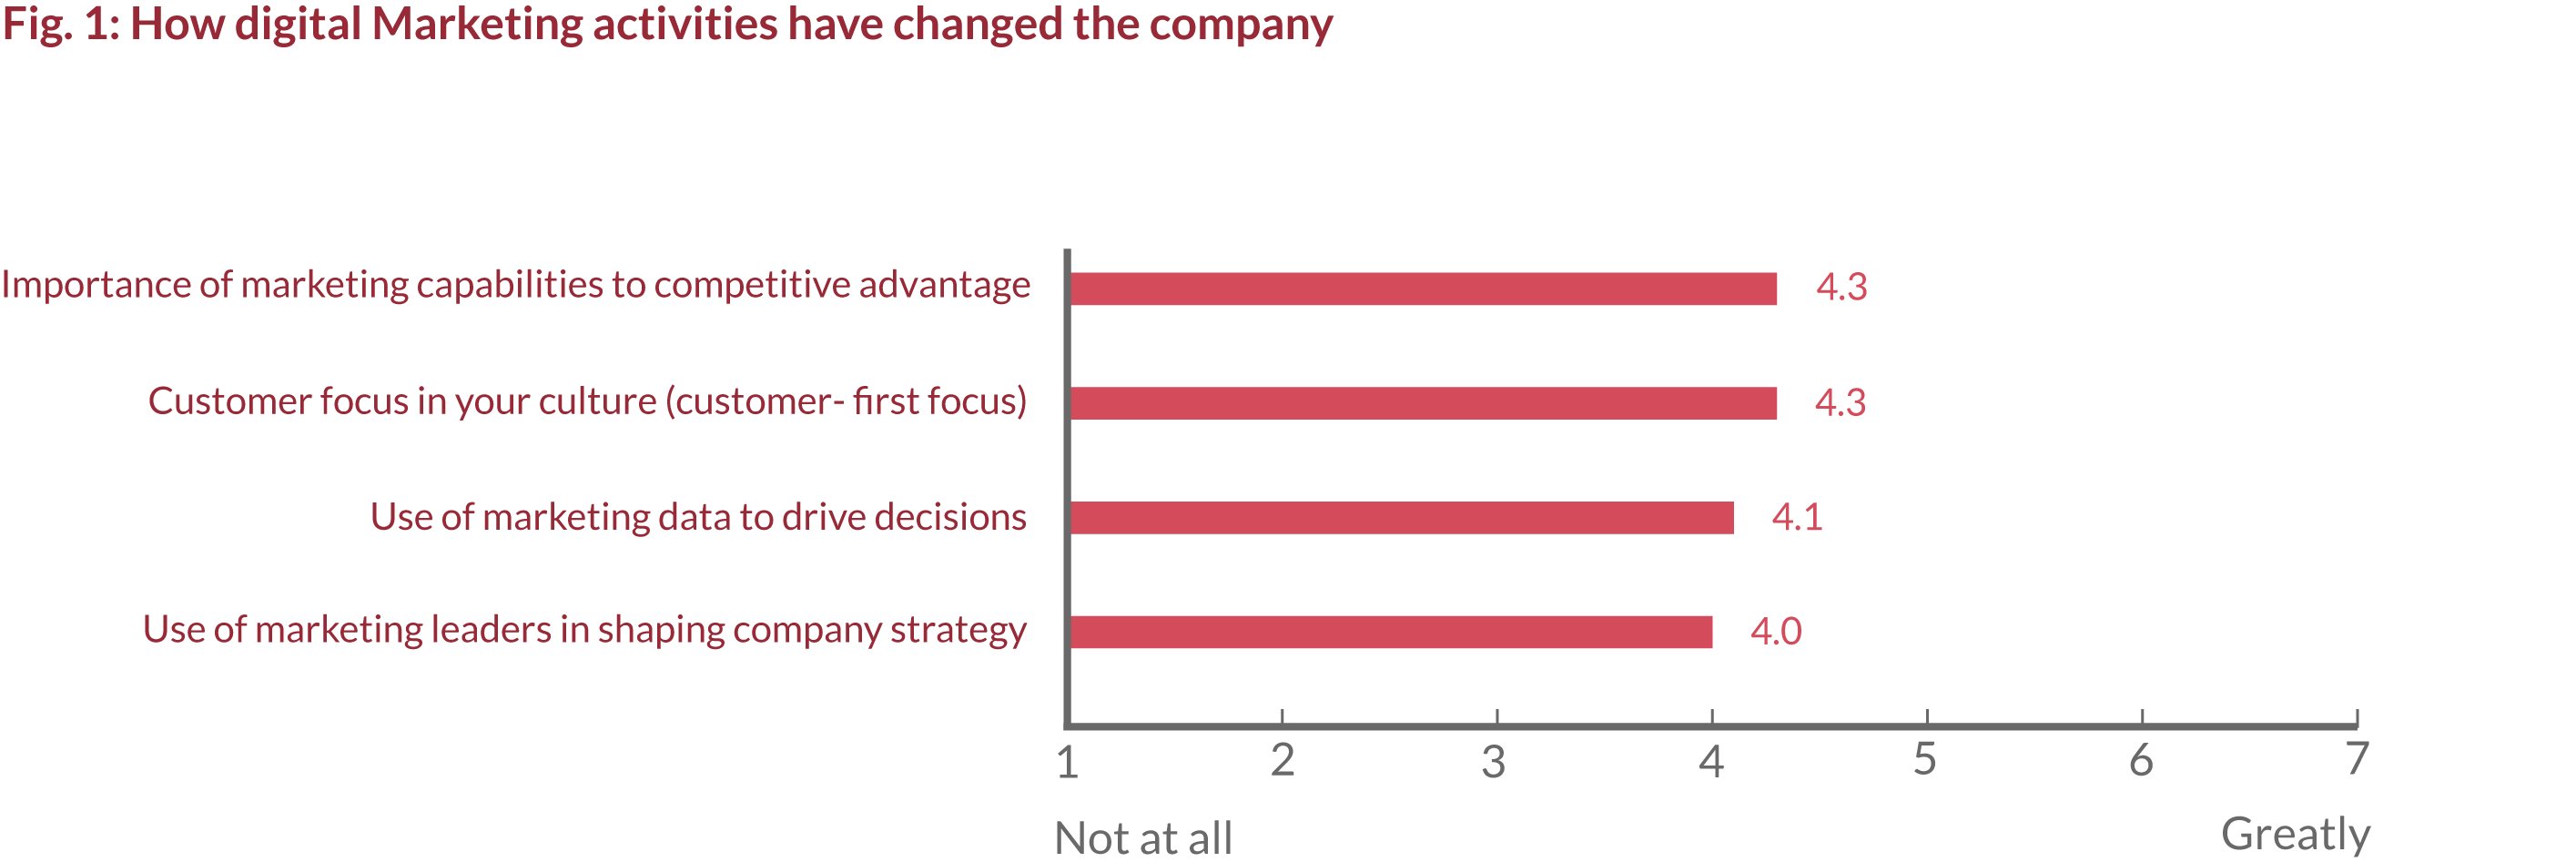 Fig. 1: How digital Marketing activities have changed the company
Importance of marketing capabilities to competitive advantage 4.3
Customer focus in your culture (customer- first focus) 4.3
Use of marketing data to drive decisions 4.1
Use of marketing leaders in shaping company strategy 4.0
1 2 3 4 5 6 7
Not at all Greatly